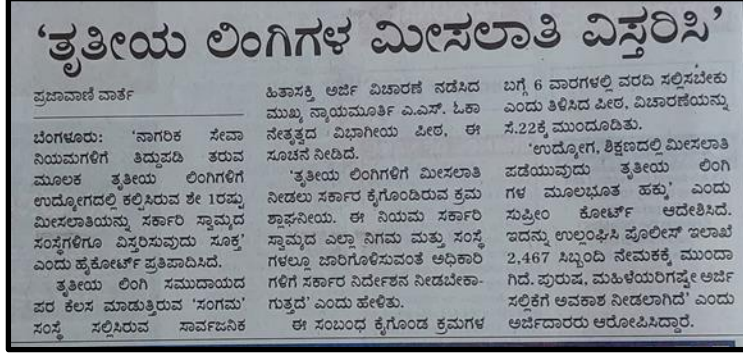 ‘ತೃತೀಯ ಲಿಂಗಿಗಳ ಮೀಸಲಾತಿ ವಿಸ್ತರಿಸಿ’
ಪ್ರಜಾವಾಣಿ ವಾರ್ತೆ
ಬೆಂಗಳೂರು: ‘ನಾಗರಿಕ ಸೇವಾ
ನಿಯಮಗಳಿಗೆ ತಿದ್ದುಪಡಿ ತರುವ
ಮೂಲಕ ತೃತೀಯ ಲಿಂಗಿಗಳಿಗೆ
ಉದ್ಯೋಗದಲ್ಲಿ ಕಲ್ಪಿಸಿರುವ ಶೇ 1ರಷ್ಟು
ಮೀಸಲಾತಿಯನ್ನು ಸರ್ಕಾರಿ ಸ್ವಾಮ್ಯದ
ಸಂಸ್ಥೆಗಳಿಗೂ ವಿಸ್ತರಿಸುವುದು ಸೂಕ್ತ’
ಎಂದು ಹೈಕೋರ್ಟ್ ಪ್ರತಿಪಾದಿಸಿದೆ.
ತೃತೀಯ ಲಿಂಗಿ ಸಮುದಾಯದ
ಪರ ಕೆಲಸ ಮಾಡುತ್ತಿರುವ ‘ಸಂಗಮ’
ಸಂಸ್ಥೆ ಸಲ್ಲಿಸಿರುವ ಸಾರ್ವಜನಿಕ
ಹಿತಾಸಕ್ತಿ ಅರ್ಜಿ ವಿಚಾರಣೆ ನಡೆಸಿದ
ಮುಖ್ಯ ನ್ಯಾಯಮೂರ್ತಿ ಎ.ಎಸ್. ಓಕಾ
ನೇತೃತ್ವದ ವಿಭಾಗೀಯ ಪೀಠ, ಈ
ಸೂಚನೆ ನೀಡಿದೆ.
‘ತೃತೀಯ ಲಿಂಗಿಗಳಿಗೆ ಮೀಸಲಾತಿ
ನೀಡಲು ಸರ್ಕಾರ ಕೈಗೊಂಡಿರುವ ಕ್ರಮ
ಶ್ಲಾಘನೀಯ. ಈ ನಿಯಮ ಸರ್ಕಾರಿ
ಸ್ವಾಮ್ಯದ ಎಲ್ಲಾ ನಿಗಮ ಮತ್ತು ಸಂಸ್ಥೆ
ಗಳಲ್ಲೂ ಜಾರಿಗೊಳಿಸುವಂತೆ ಅಧಿಕಾರಿ
ಗಳಿಗೆ ಸರ್ಕಾರ ನಿರ್ದೇಶನ ನೀಡಬೇಕಾ-
ಗುತ್ತದೆ’ ಎಂದು ಹೇಳಿತು.
ಈ ಸಂಬಂಧ ಕೈಗೊಂಡ ಕ್ರಮಗಳ
ಬಗ್ಗೆ 6 ವಾರಗಳಲ್ಲಿ ವರದಿ ಸಲ್ಲಿಸಬೇಕು
ಎಂದು ತಿಳಿಸಿದ ಪೀಠ, ವಿಚಾರಣೆಯನ್ನು
ಸೆ.22ಕ್ಕೆ ಮುಂದೂಡಿತು.
‘ಉದ್ಯೋಗ, ಶಿಕ್ಷಣದಲ್ಲಿ ಮೀಸಲಾತಿ
ಪಡೆಯುವುದು ತೃತೀಯ ಲಿಂಗಿ
ಗಳ ಮೂಲಭೂತ ಹಕ್ಕು’ ಎಂದು
ಸುಪ್ರೀಂ ಕೋರ್ಟ್ ಆದೇಶಿಸಿದೆ.
ಇದನ್ನು ಉಲ್ಲಂಘಿಸಿ ಪೊಲೀಸ್ ಇಲಾಖೆ
2,467 ಸಿಬ್ಬಂದಿ ನೇಮಕಕ್ಕೆ ಮುಂದಾ
ಗಿದೆ. ಪುರುಷ, ಮಹಿಳೆಯರಿಗಷ್ಟೇ ಅರ್ಜಿ
ಸಲ್ಲಿಕೆಗೆ ಅವಕಾಶ ನೀಡಲಾಗಿದೆ’ ಎಂದು
ಅರ್ಜಿದಾರರು ಆರೋಪಿಸಿದ್ದಾರೆ.